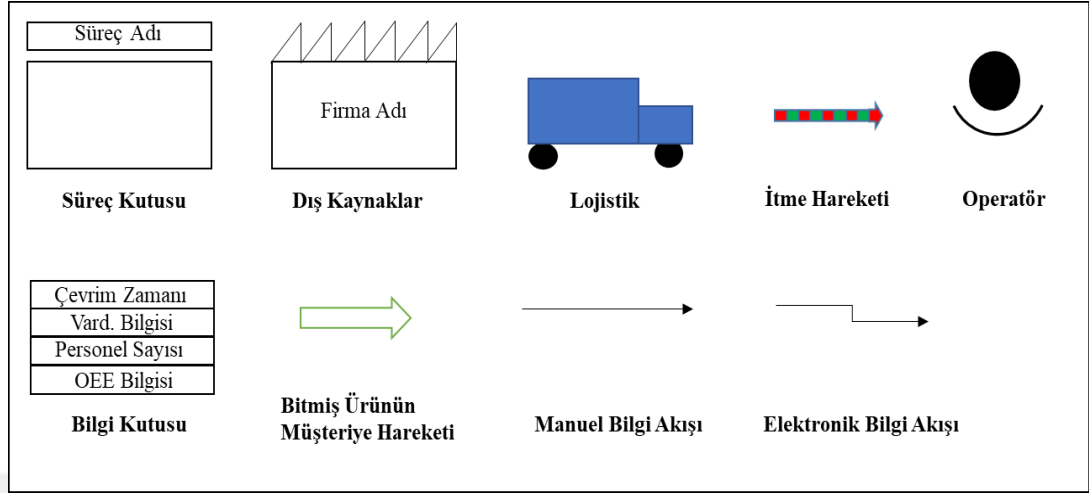 Süreç Adı
Firma Adı
Süreç Kutusu
Dış Kaynaklar
Lojistik
İtme Hareketi
Operatör
Çevrim Zamanı
Vard. Bilgisi
Personel Sayısı
OEE Bilgisi
Bilgi Kutusu
Bitmiş Ürünün
Müşteriye Hareketi
Manuel Bilgi Akışı
Elektronik Bilgi Akışı